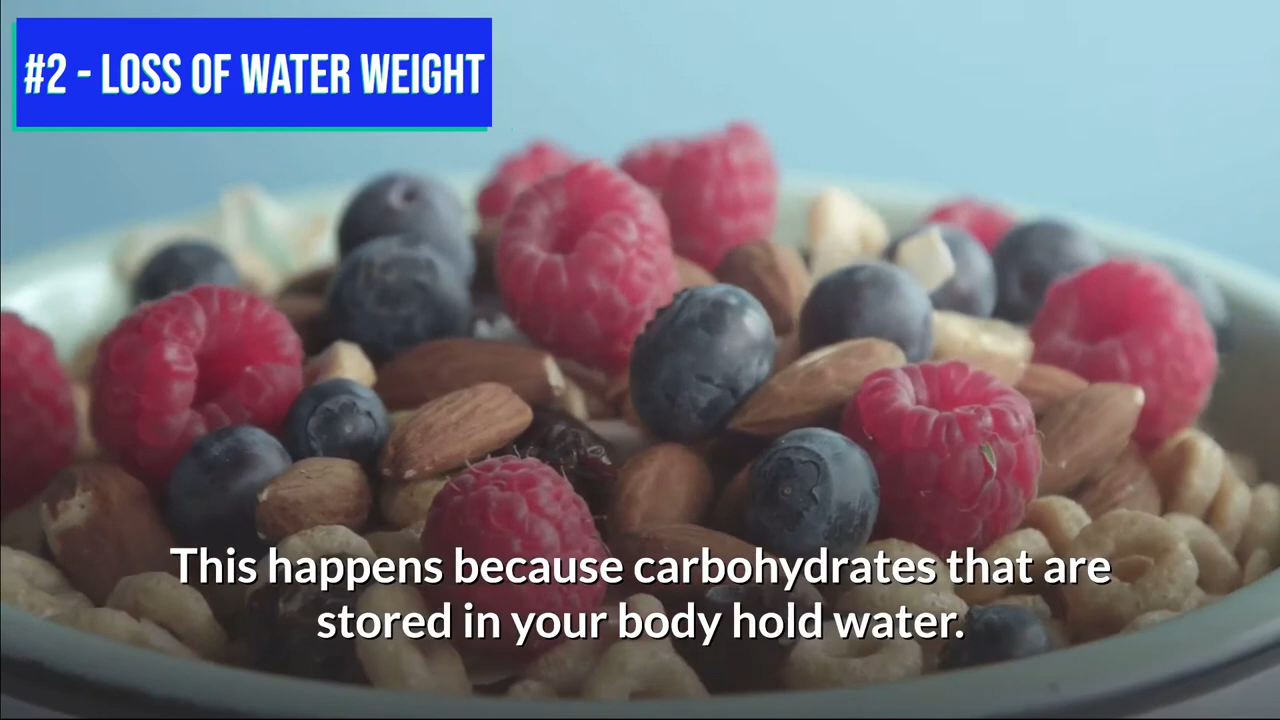 #2 - LOSS OF WATER WEIGHT
This happens because carbohydrates that are
stored in your body hold water.